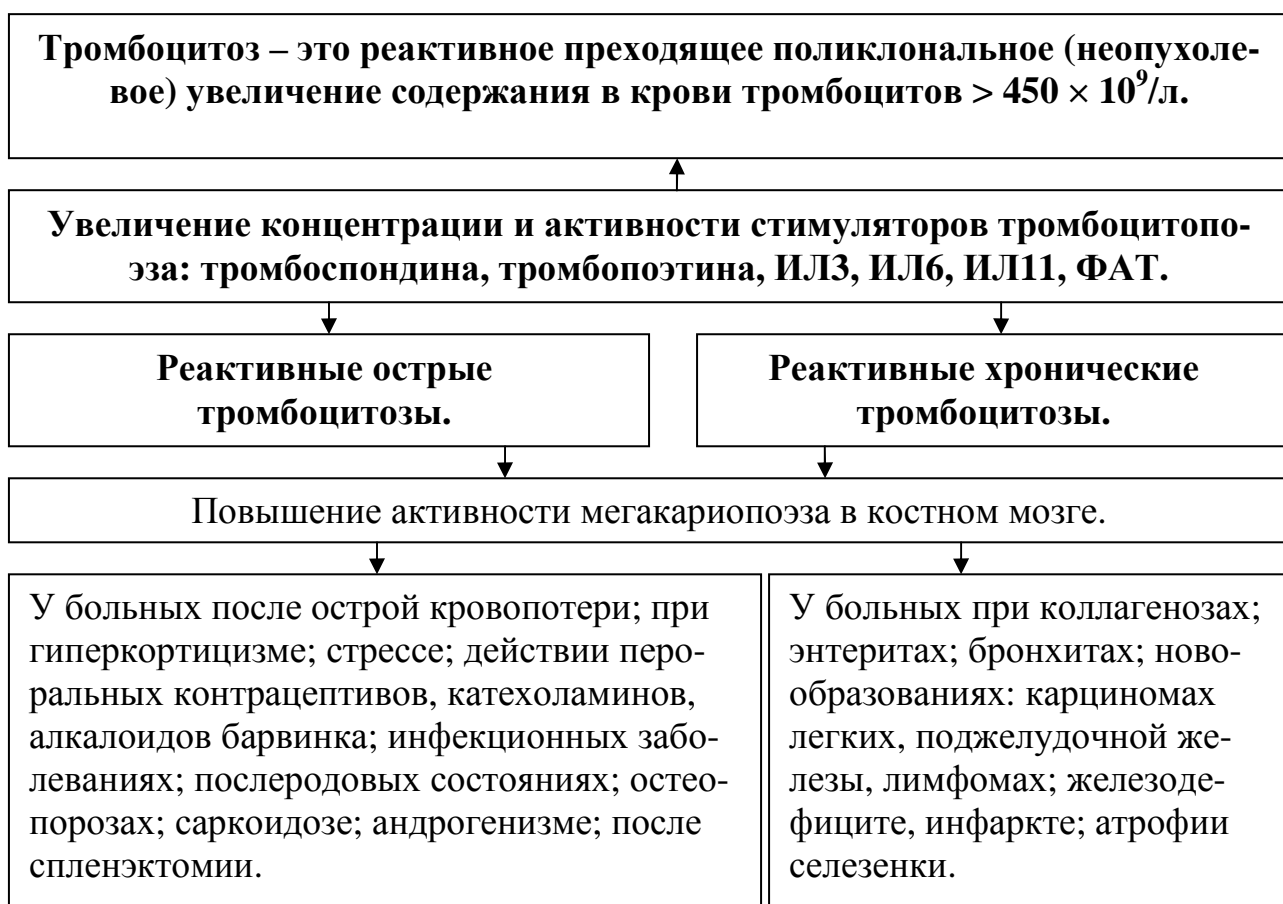 Тромбоцитоз – это реактивное преходящее поликлональное (неопухоле-
вое) увеличение содержания в крови тромбоцитов > 450 × 10⁹/л.
Увеличение концентрации и активности стимуляторов тромбоцитопо-
эза: тромбоспондина, тромбопоэтина, ИЛ3, ИЛ6, ИЛ11, ФАТ.
Реактивные острые
тромбоцитозы.
Реактивные хронические
тромбоцитозы.
Повышение активности мегакариопоэза в костном мозге.
У больных после острой кровопотери; при
гиперкортицизме; стрессе; действии перо-
ральных контрацептивов, катехоламинов,
алкалоидов барвинка; инфекционных забо-
леваниях; послеродовых состояниях; остео-
порозах; саркоидозе; андрогенизме; после
спленэктомии.
У больных при коллагенозах;
энтеритах; бронхитах; ново-
образованиях: карциномах
легких, поджелудочной же-
лезы, лимфомах; железоде-
фиците, инфаркте; атрофии
селезенки.